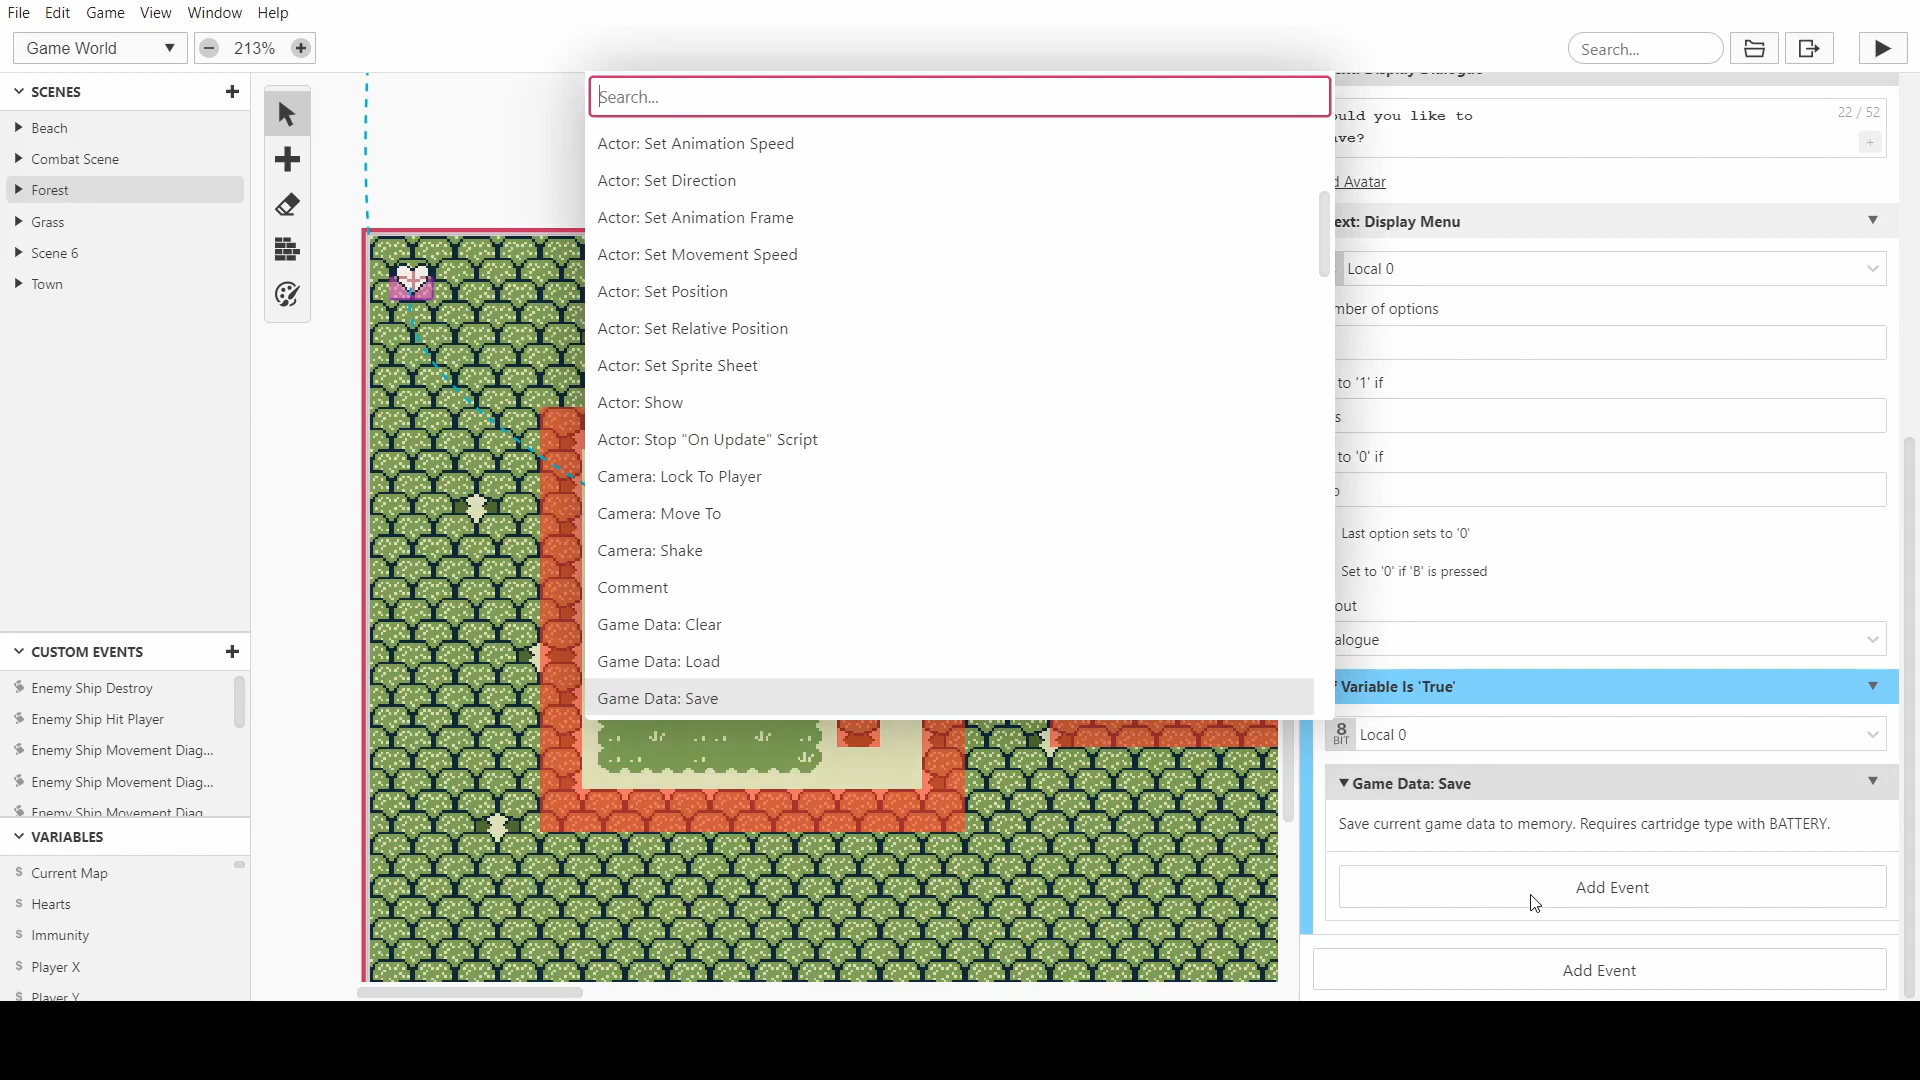 File Edit Game View Window Help
Game World 213% Search...
SCENES
Beach
Combat Scene
Forest
Grass
Scene 6
Town
CUSTOM EVENTS
Enemy Ship Destroy
Enemy Ship Hit Player
Enemy Ship Movement Diag...
Enemy Ship Movement Diag...
Enemy Ship Movement Diag
VARIABLES
$ Current Map
$ Hearts
$ Immunity
$ Player X
$ Player Y
Search...
Actor: Set Animation Speed
Actor: Set Direction
Actor: Set Animation Frame
Actor: Set Movement Speed
Actor: Set Position
Actor: Set Relative Position
Actor: Set Sprite Sheet
Actor: Show
Actor: Stop "On Update" Script
Camera: Lock To Player
Camera: Move To
Camera: Shake
Comment
Game Data: Clear
Game Data: Load
Game Data: Save
Display Dialogue
uld you like to 22 / 52
ve?
d Avatar
ext: Display Menu
Local 0
mber of options
to '1' if
s
to '0' if
o
Last option sets to '0'
Set to '0' if 'B' is pressed
out
alogue
Variable Is 'True'
8 BIT Local 0
Game Data: Save
Save current game data to memory. Requires cartridge type with BATTERY.
Add Event
Add Event